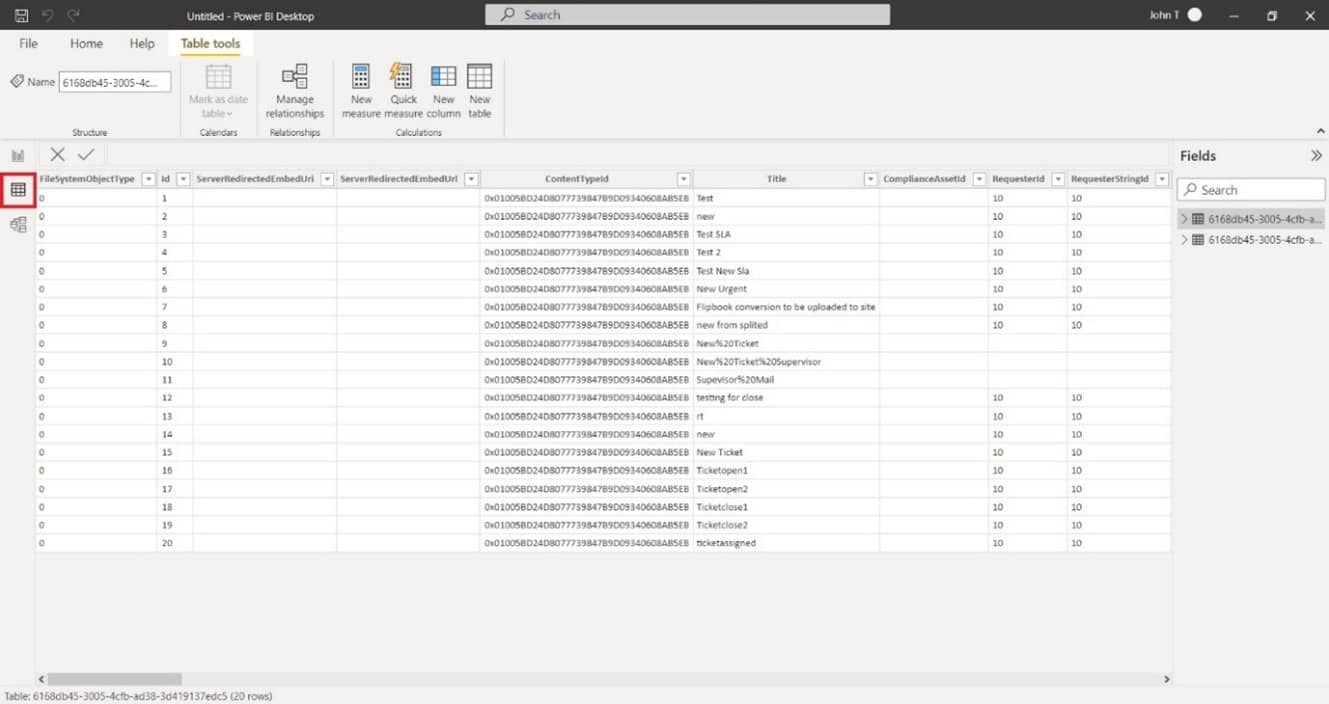 Untitled - Power BI Desktop
Search
John T
File Home Help Table tools
Name 6168db45-3005-4c...
Mark as date table
Manage relationships
New measure
Quick measure
New column
New table
Structure Calendars Relationships Calculations
Fields
Search
6168db45-3005-4cfb-a...
6168db45-3005-4cfb-a...
FileSystemObjectType Id ServerRedirectedEmbedUri ServerRedirectedEmbedUrl ContentTypeId Title ComplianceAssetId RequesterId RequesterStringId
0 1 0x01005BD24D8077739847B9D09340608AB5EB Test 10 10
0 2 0x01005BD24D8077739847B9D09340608AB5EB new 10 10
0 3 0x01005BD24D8077739847B9D09340608AB5EB Test SLA 10 10
0 4 0x01005BD24D8077739847B9D09340608AB5EB Test 2 10 10
0 5 0x01005BD24D8077739847B9D09340608AB5EB Test New Sla 10 10
0 6 0x01005BD24D8077739847B9D09340608AB5EB New Urgent 10 10
0 7 0x01005BD24D8077739847B9D09340608AB5EB Flipbook conversion to be uploaded to site 10 10
0 8 0x01005BD24D8077739847B9D09340608AB5EB new from splited 10 10
0 9 0x01005BD24D8077739847B9D09340608AB5EB New%20Ticket
0 10 0x01005BD24D8077739847B9D09340608AB5EB New%20Ticket%20Supervisor
0 11 0x01005BD24D8077739847B9D09340608AB5EB Supevisor%20Mail
0 12 0x01005BD24D8077739847B9D09340608AB5EB testing for close 10 10
0 13 0x01005BD24D8077739847B9D09340608AB5EB rt 10 10
0 14 0x01005BD24D8077739847B9D09340608AB5EB new 10 10
0 15 0x01005BD24D8077739847B9D09340608AB5EB New Ticket 10 10
0 16 0x01005BD24D8077739847B9D09340608AB5EB Ticketopen1 10 10
0 17 0x01005BD24D8077739847B9D09340608AB5EB Ticketopen2 10 10
0 18 0x01005BD24D8077739847B9D09340608AB5EB Ticketclose1 10 10
0 19 0x01005BD24D8077739847B9D09340608AB5EB Ticketclose2 10 10
0 20 0x01005BD24D8077739847B9D09340608AB5EB ticketassigned 10 10
Table: 6168db45-3005-4cfb-ad38-3d419137edc5 (20 rows)